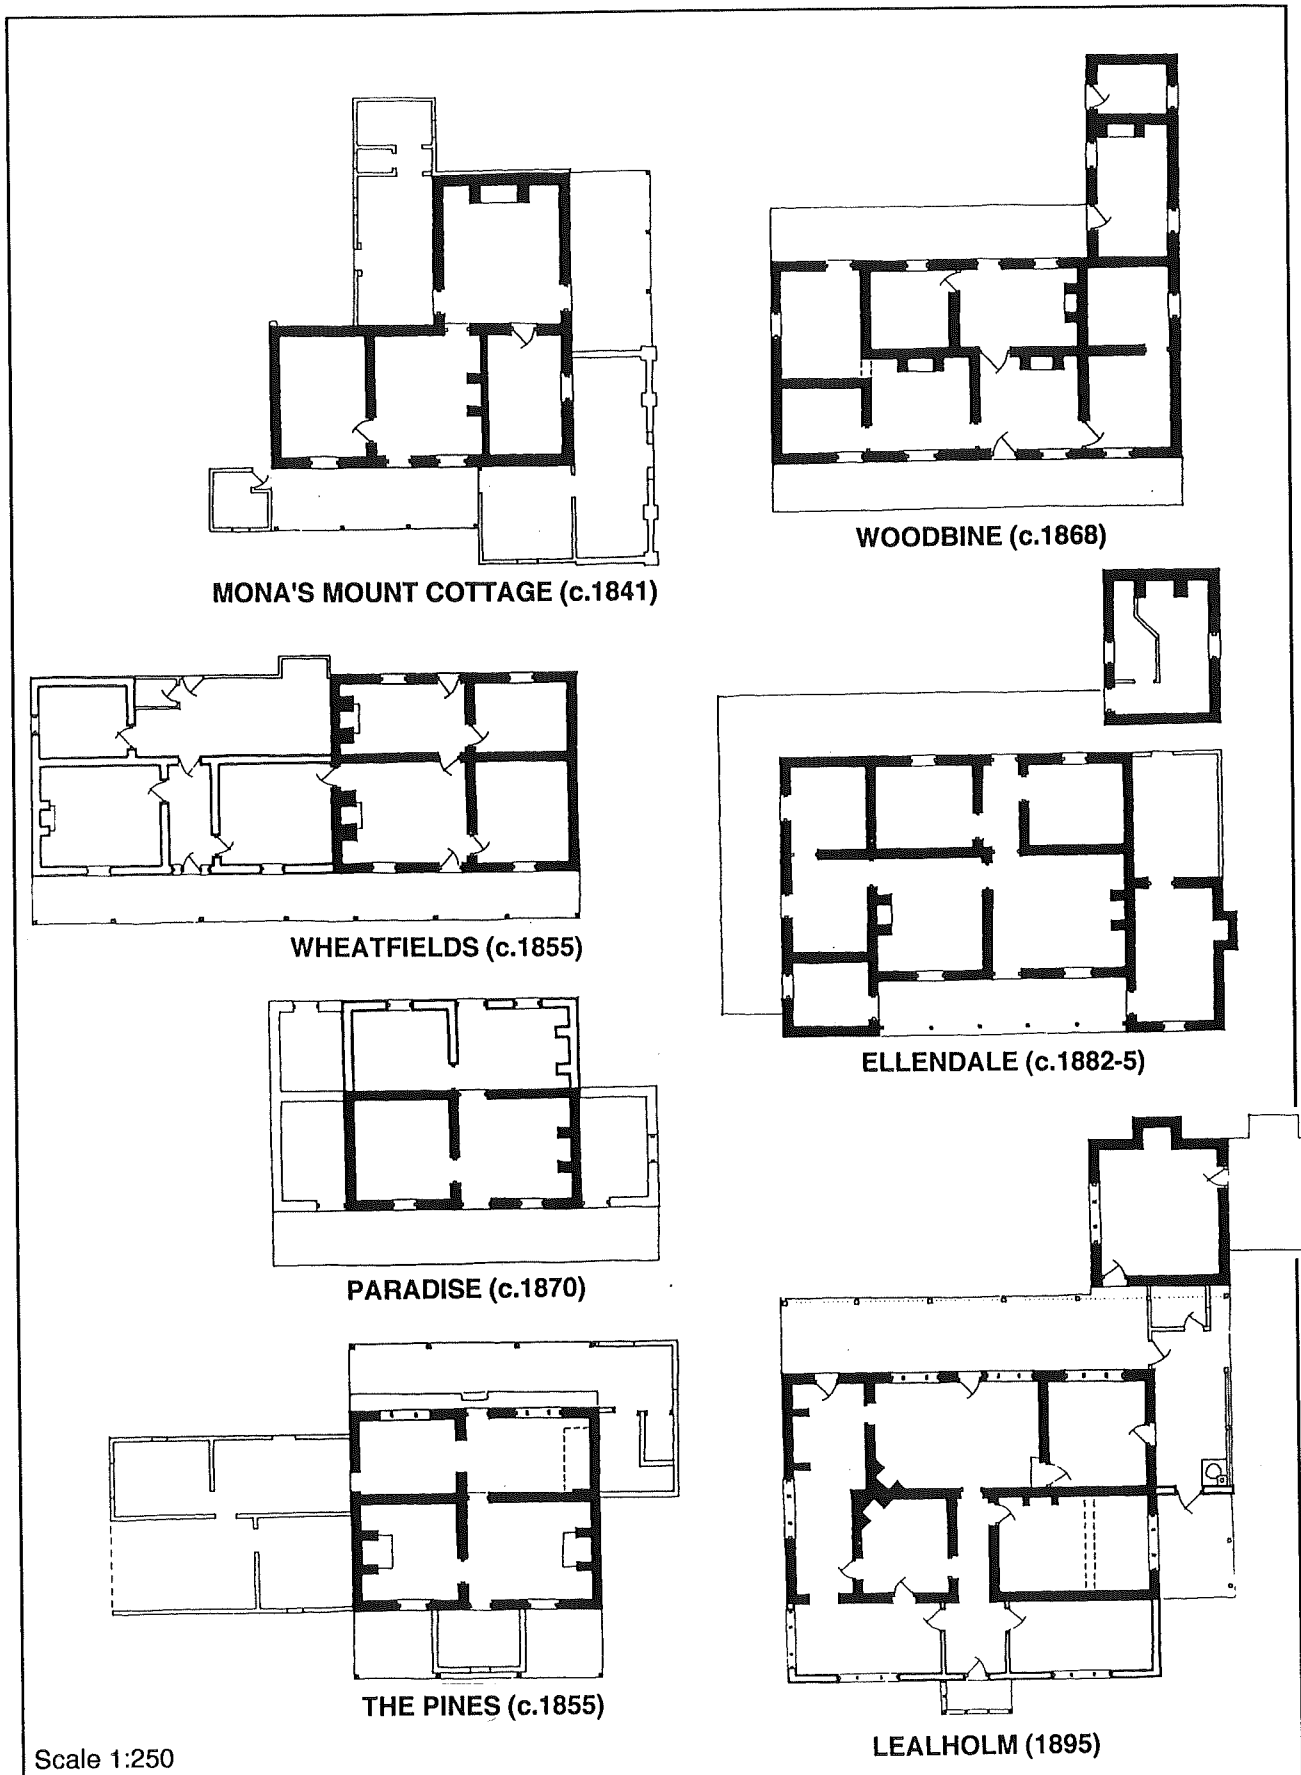 MONA'S MOUNT COTTAGE (c.1841)
WOODBINE (c.1868)
WHEATFIELDS (c.1855)
ELLENDALE (c.1882-5)
PARADISE (c.1870)
THE PINES (c.1855)
LEALHOLM (1895)
Scale 1:250